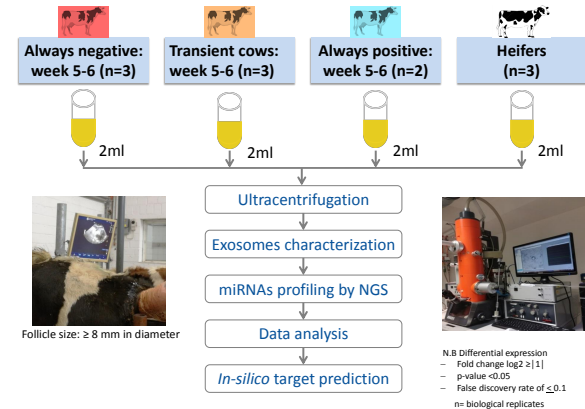 Always negative:
week 5-6 (n=3)
Transient cows:
week 5-6 (n=3)
Always positive:
week 5-6 (n=2)
Heifers
(n=3)
2ml
2ml
2ml
2ml
Ultracentrifugation
Exosomes characterization
miRNAs profiling by NGS
Data analysis
In-silico target prediction
Follicle size: ≥ 8 mm in diameter
N.B Differential expression
– Fold change log2 ≥|1|
– p-value <0.05
– False discovery rate of < 0.1
n= biological replicates